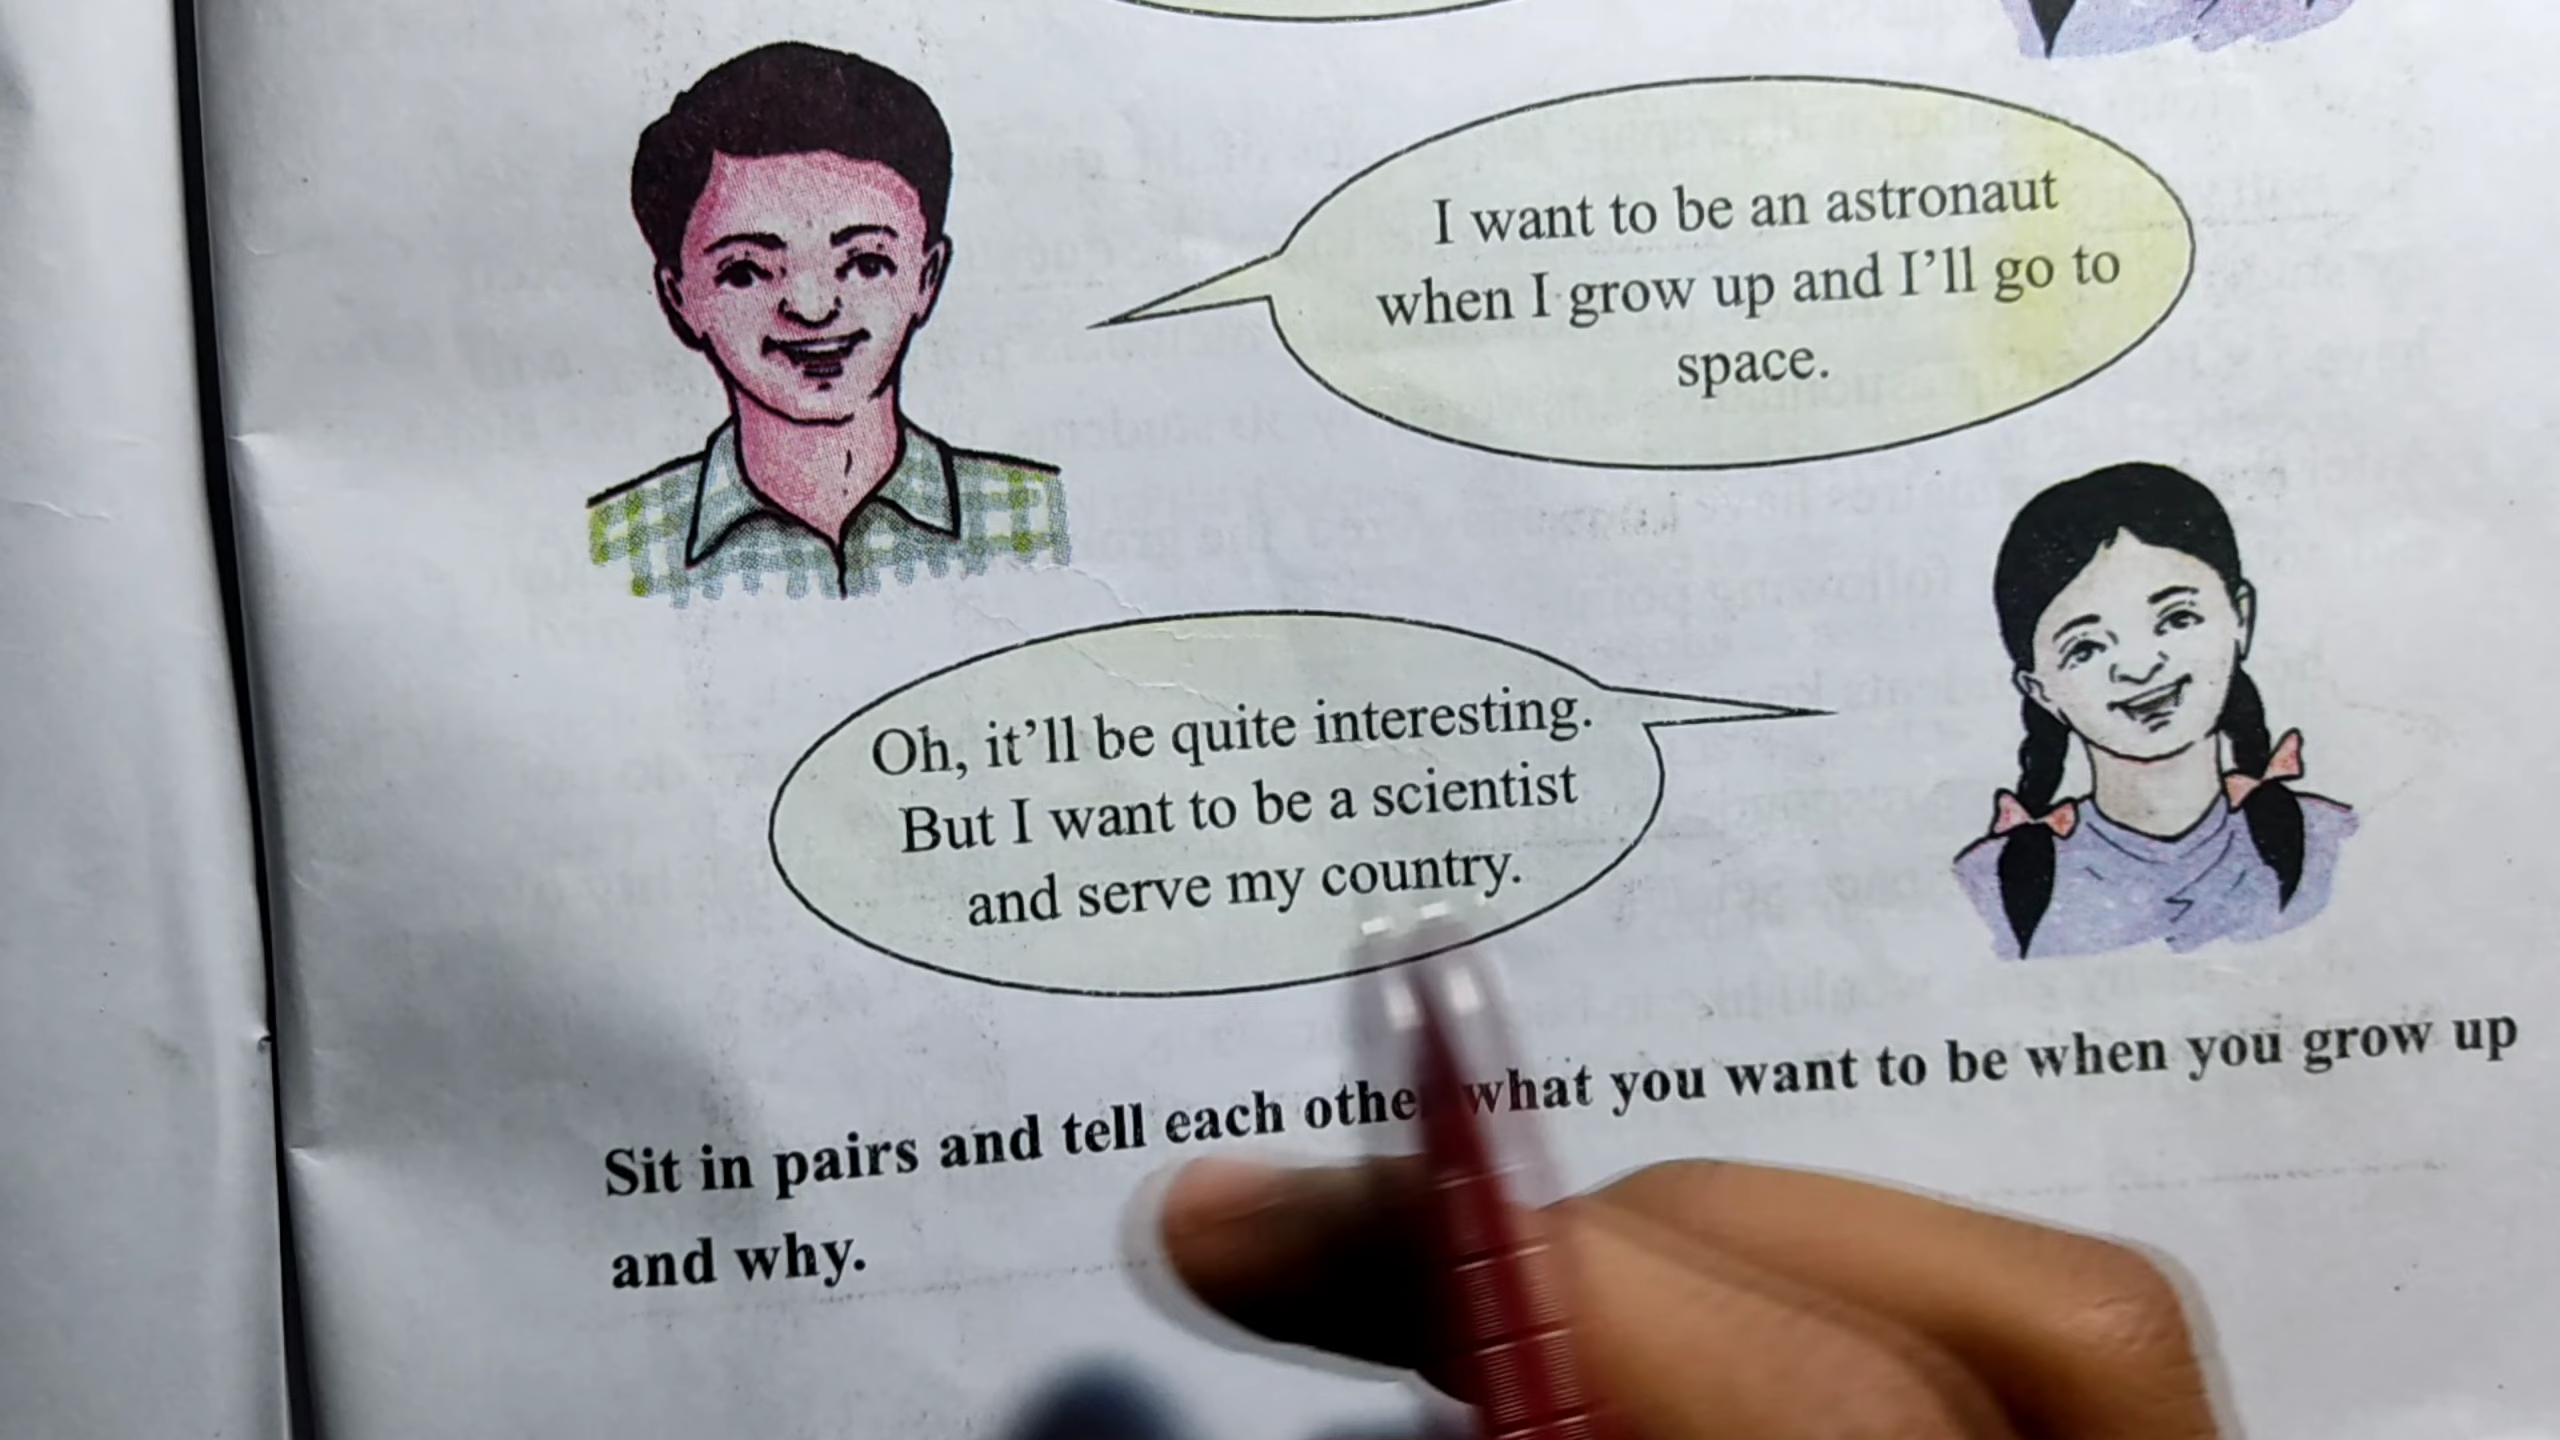 I want to be an astronaut
when I grow up and I'll go to
space.
Oh, it'll be quite interesting.
But I want to be a scientist
and serve my country.
Sit in pairs and tell each other what you want to be when you grow up
and why.